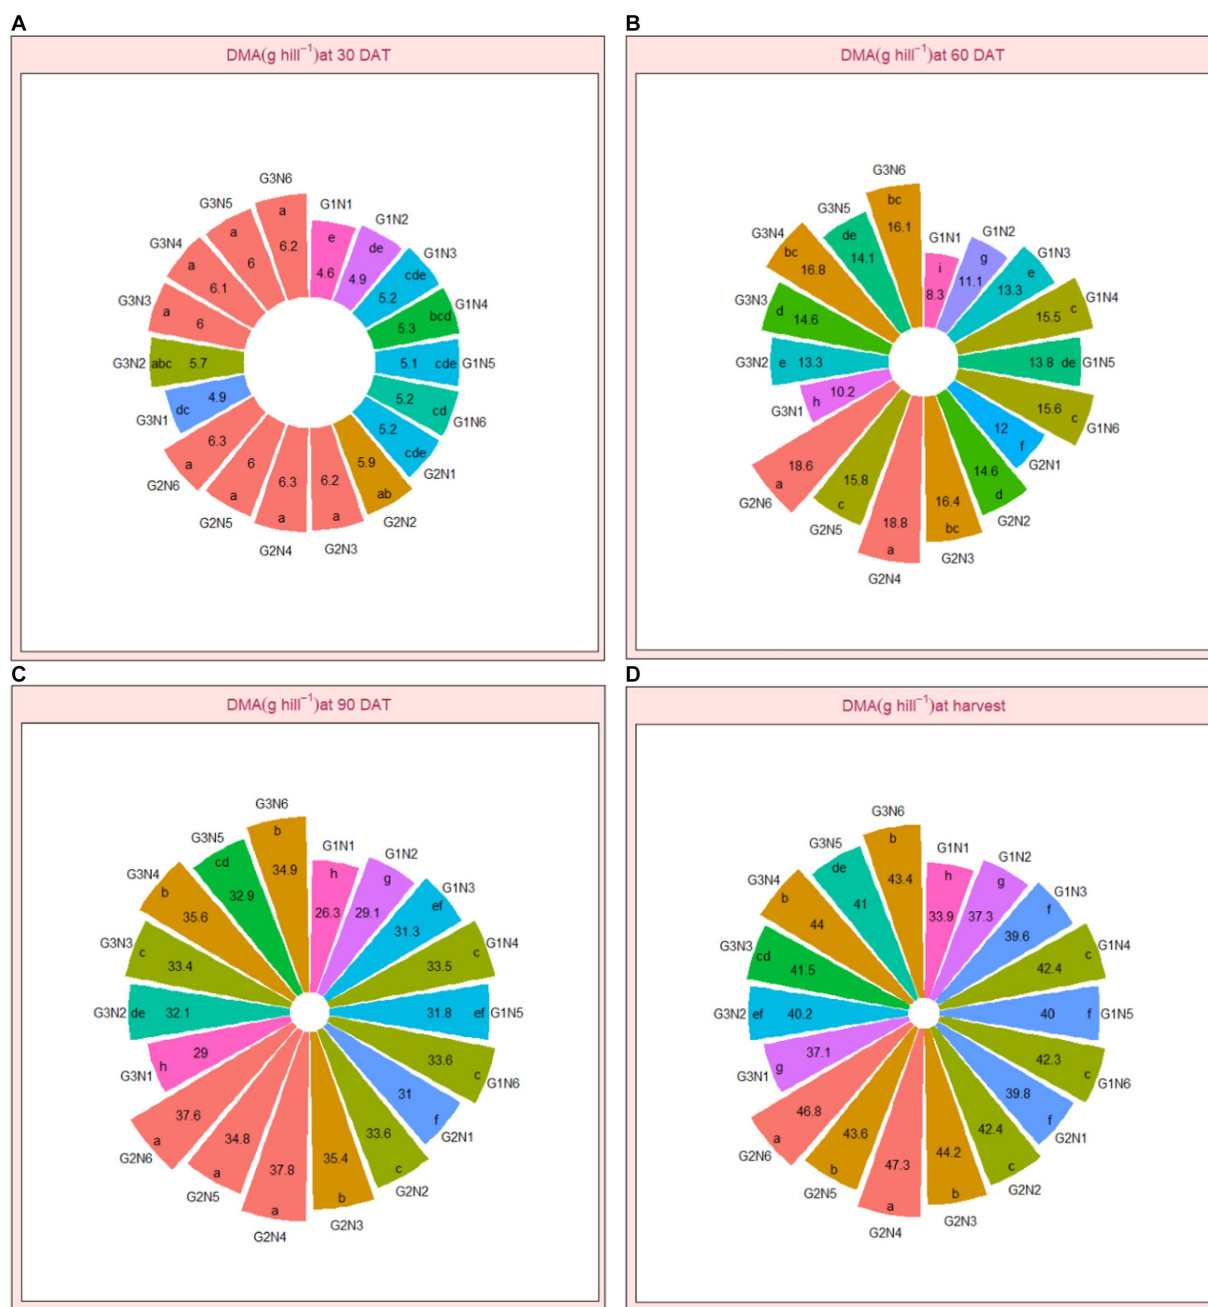 A
DMA(g hill⁻¹)at 30 DAT
G3N6
a
6.2
G1N1
e
4.6
G1N2
de
4.9
G1N3
cde
5.2
G1N4
bcd
5.3
G1N5
cde
5.1
G1N6
cd
5.2
G2N1
cde
5.2
G2N2
ab
5.9
G2N3
a
6.2
G2N4
a
6.3
G2N5
a
6
G2N6
a
6.3
G3N1
dc
4.9
G3N2
abc
5.7
G3N3
a
6
G3N4
a
6.1
G3N5
a
6
B
DMA(g hill⁻¹)at 60 DAT
G3N6
bc
16.1
G1N1
i
8.3
G1N2
g
11.1
G1N3
e
13.3
G1N4
c
15.5
G1N5
de
13.8
G1N6
c
15.6
G2N1
f
12
G2N2
d
14.6
G2N3
bc
16.4
G2N4
a
18.8
G2N5
c
15.8
G2N6
a
18.6
G3N1
h
10.2
G3N2
e
13.3
G3N3
d
14.6
G3N4
bc
16.8
G3N5
de
14.1
C
DMA(g hill⁻¹)at 90 DAT
G3N6
b
34.9
G1N1
h
26.3
G1N2
g
29.1
G1N3
ef
31.3
G1N4
c
33.5
G1N5
ef
31.8
G1N6
c
33.6
G2N1
f
31
G2N2
c
33.6
G2N3
b
35.4
G2N4
a
37.8
G2N5
a
34.8
G2N6
a
37.6
G3N1
h
29
G3N2
de
32.1
G3N3
c
33.4
G3N4
b
35.6
G3N5
cd
32.9
D
DMA(g hill⁻¹)at harvest
G3N6
b
43.4
G1N1
h
33.9
G1N2
g
37.3
G1N3
f
39.6
G1N4
c
42.4
G1N5
f
40
G1N6
c
42.3
G2N1
f
39.8
G2N2
c
42.4
G2N3
b
44.2
G2N4
a
47.3
G2N5
b
43.6
G2N6
a
46.8
G3N1
g
37.1
G3N2
ef
40.2
G3N3
cd
41.5
G3N4
b
44
G3N5
de
41